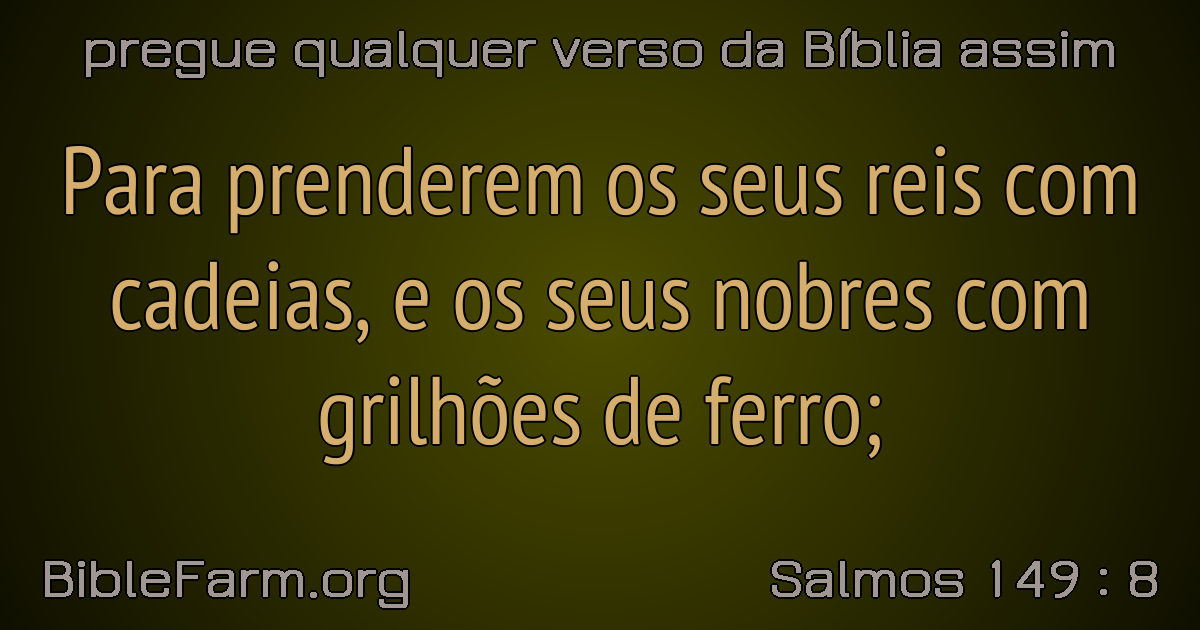 pregue qualquer verso da Bíblia assim
Para prenderem os seus reis com
cadeias, e os seus nobres com
grilhões de ferro;
BibleFarm.org
Salmos 149 : 8